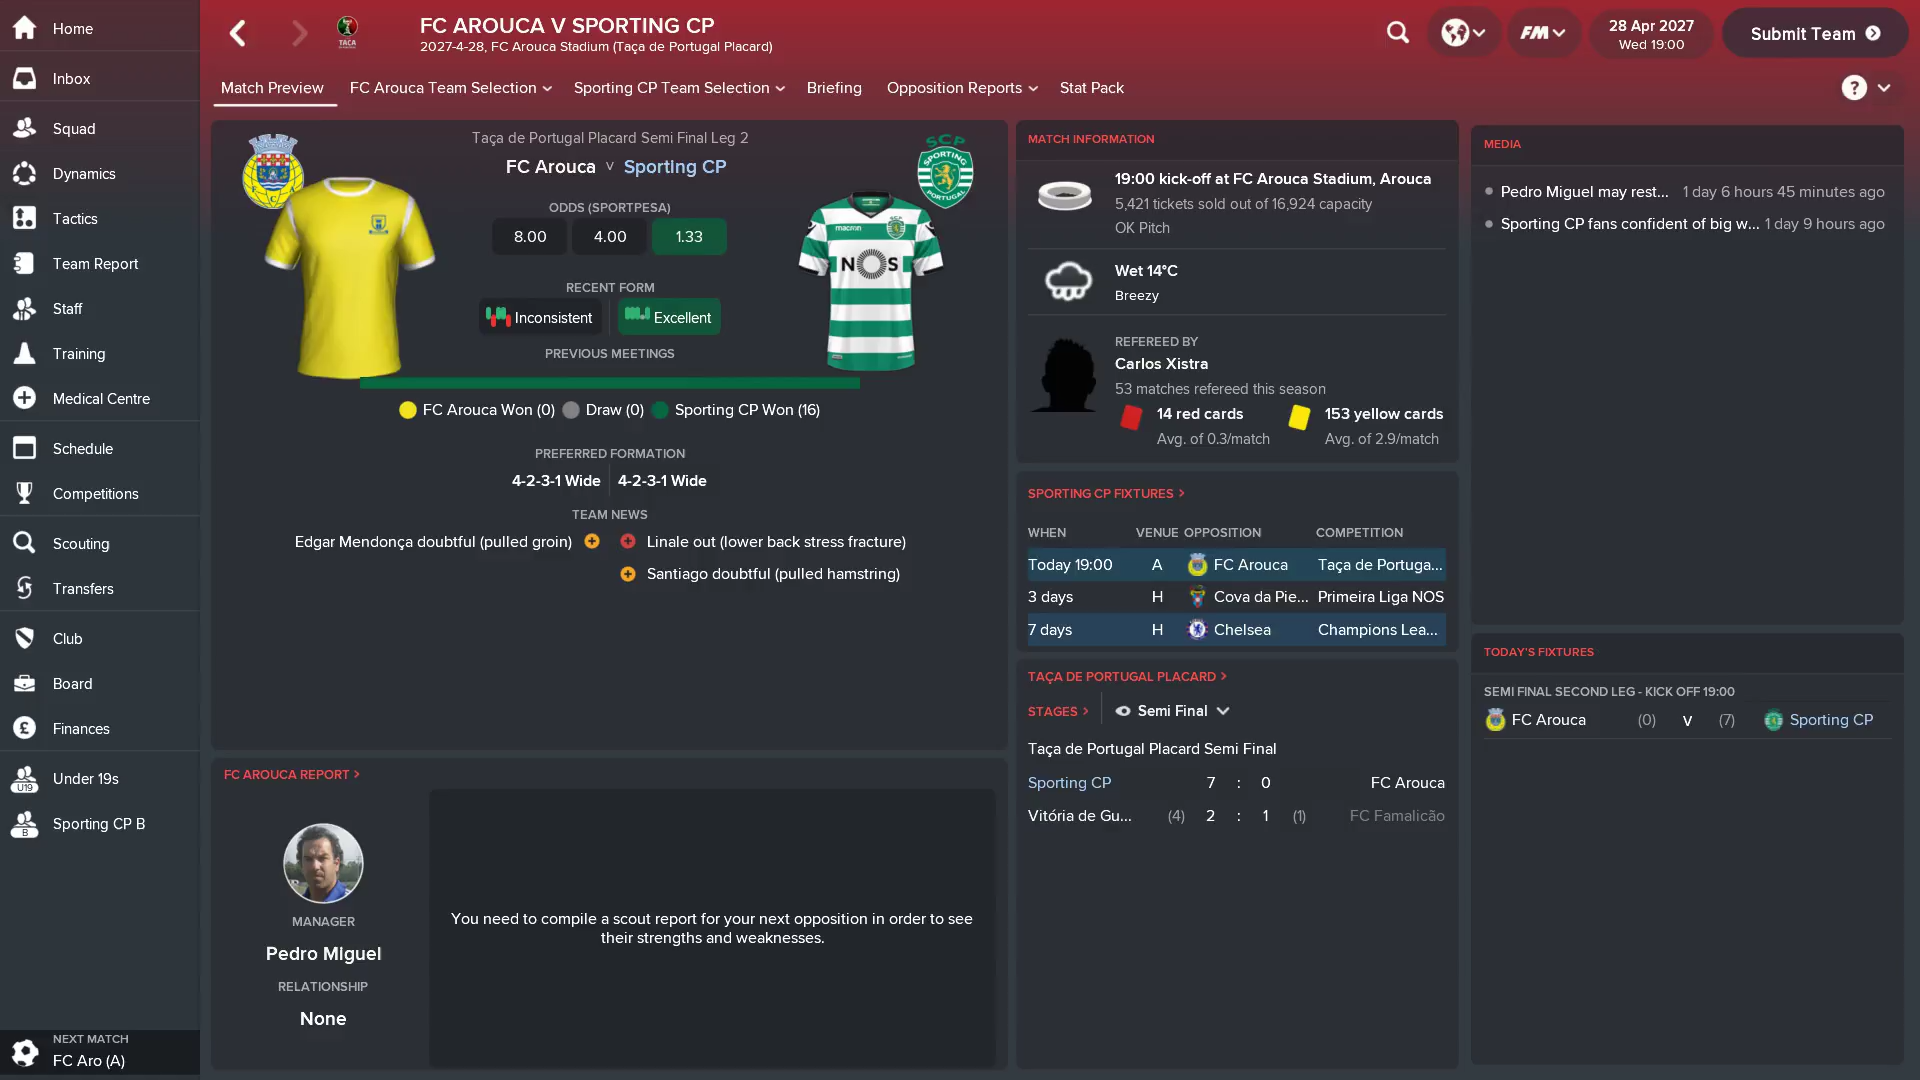 Home
Inbox
Squad
Dynamics
Tactics
Team Report
Staff
Training
Medical Centre
Schedule
Competitions
Scouting
Transfers
Club
Board
Finances
U19
Under 19s
B
Sporting CP B
NEXT MATCH
FC Aro (A)
TAÇA
FC AROUCA V SPORTING CP
2027-4-28, FC Arouca Stadium (Taça de Portugal Placard)
FM
28 Apr 2027
Wed 19:00
Submit Team
Match Preview
FC Arouca Team Selection
Sporting CP Team Selection
Briefing
Opposition Reports
Stat Pack
?
Taça de Portugal Placard Semi Final Leg 2
FC Arouca v Sporting CP
SCP
SPORTING
PORTUGAL
macron
NOS
ODDS (SPORTPESA)
8.00 4.00 1.33
RECENT FORM
Inconsistent Excellent
PREVIOUS MEETINGS
FC Arouca Won (0) Draw (0) Sporting CP Won (16)
PREFERRED FORMATION
4-2-3-1 Wide 4-2-3-1 Wide
TEAM NEWS
Edgar Mendonça doubtful (pulled groin) Linale out (lower back stress fracture)
Santiago doubtful (pulled hamstring)
FC AROUCA REPORT
MANAGER
Pedro Miguel
RELATIONSHIP
None
You need to compile a scout report for your next opposition in order to see
their strengths and weaknesses.
MATCH INFORMATION
19:00 kick-off at FC Arouca Stadium, Arouca
5,421 tickets sold out of 16,924 capacity
OK Pitch
Wet 14°C
Breezy
REFEREED BY
Carlos Xistra
53 matches refereed this season
14 red cards 153 yellow cards
Avg. of 0.3/match Avg. of 2.9/match
SPORTING CP FIXTURES
WHEN VENUE OPPOSITION COMPETITION
Today 19:00 A FC Arouca Taça de Portuga...
3 days H Cova da Pie... Primeira Liga NOS
7 days H Chelsea Champions Lea...
TAÇA DE PORTUGAL PLACARD
STAGES Semi Final
Taça de Portugal Placard Semi Final
Sporting CP 7 : 0 FC Arouca
Vitória de Gu... (4) 2 : 1 (1) FC Famalicão
MEDIA
Pedro Miguel may rest... 1 day 6 hours 45 minutes ago
Sporting CP fans confident of big w... 1 day 9 hours ago
TODAY'S FIXTURES
SEMI FINAL SECOND LEG - KICK OFF 19:00
FC Arouca (0) v (7) Sporting CP